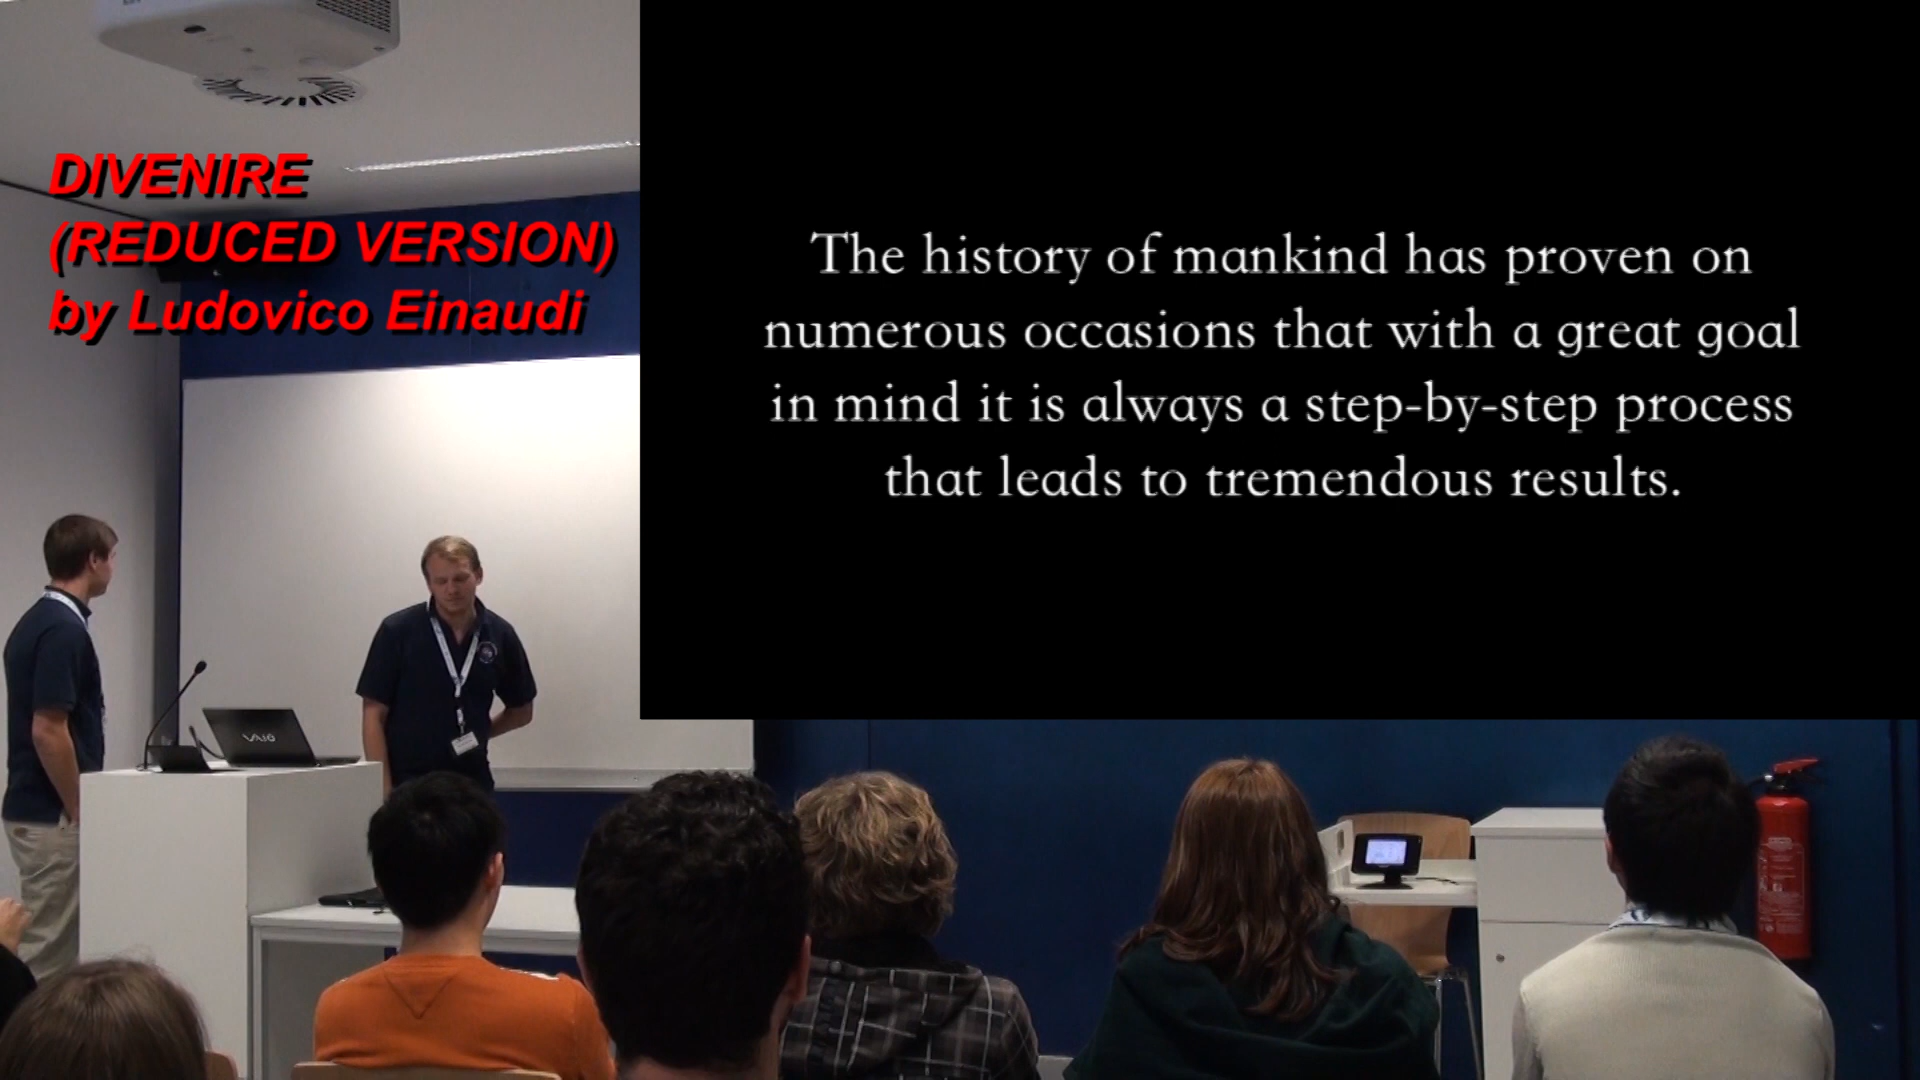 DIVENIRE
(REDUCED VERSION)
by Ludovico Einaudi
The history of mankind has proven on
numerous occasions that with a great goal
in mind it is always a step-by-step process
that leads to tremendous results.
VAIO